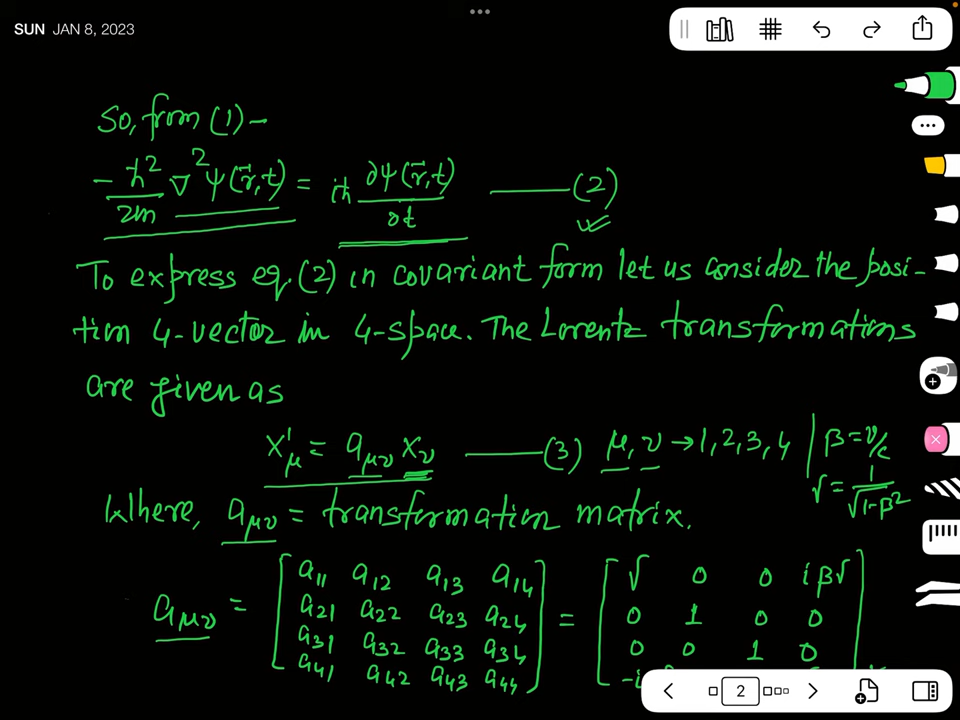 SUN JAN 8, 2023
So, from (1) –
-ħ²/2m ∇²ψ(r⃗,t) = iħ ∂ψ(r⃗,t)/∂t —— (2)
To express eq. (2) in covariant form let us consider the posi-
tion 4-vector in 4-space. The Lorentz transformations
are given as
x'μ = aμν xν —— (3) μ, ν → 1,2,3,4 | β = v/c
γ = 1/√1-β²
Where, aμν = transformation matrix.
aμν = [a11 a12 a13 a14] = [γ 0 0 iβγ]
a21 a22 a23 a24 0 1 0 0
a31 a32 a33 a34 0 0 1 0
a41 a42 a43 a44 -i
2